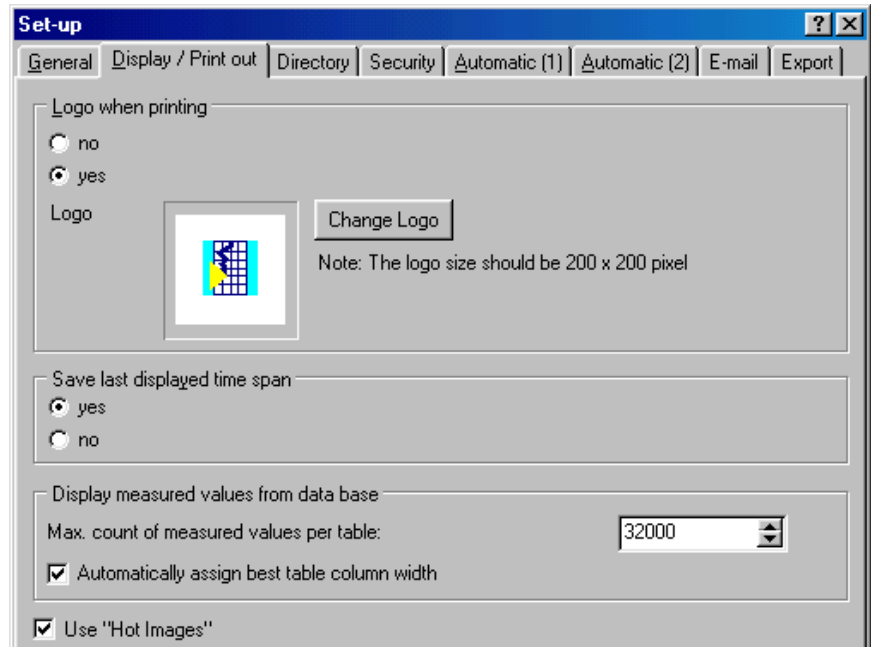 Set-up
General Display / Print out Directory Security Automatic (1) Automatic (2) E-mail Export
Logo when printing
no
yes
Logo
Change Logo
Note: The logo size should be 200 x 200 pixel
Save last displayed time span
yes
no
Display measured values from data base
Max. count of measured values per table: 32000
Automatically assign best table column width
Use "Hot Images"